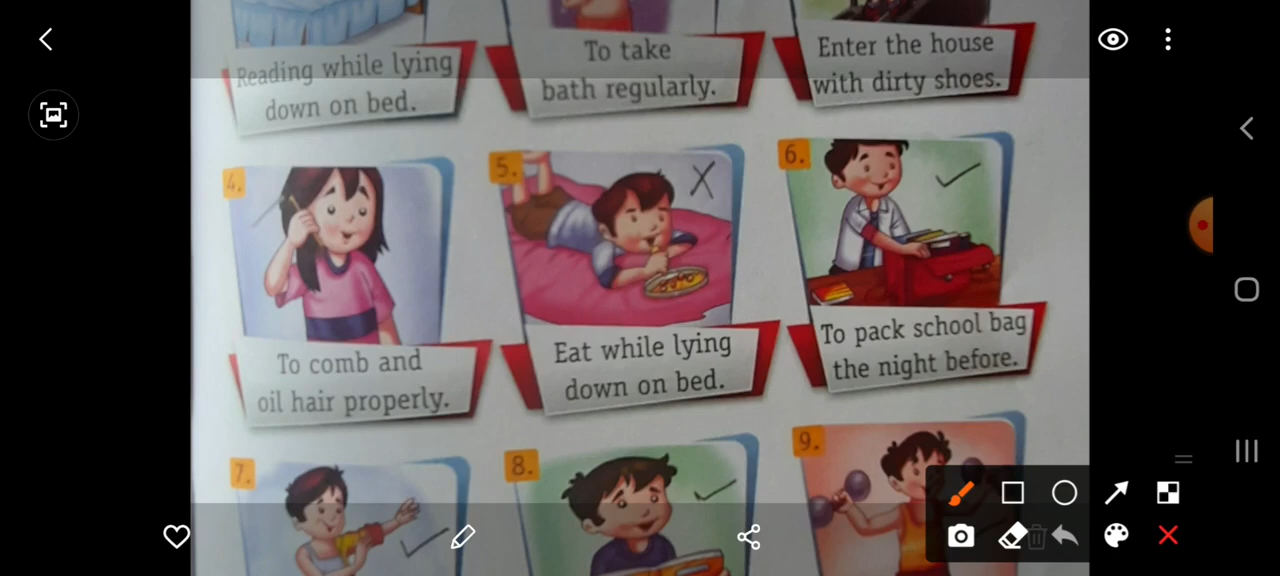 Reading while lying
down on bed.
To take
bath regularly.
Enter the house
with dirty shoes.
4.
5.
6.
To comb and
oil hair properly.
Eat while lying
down on bed.
To pack school bag
the night before.
7.
8.
9.